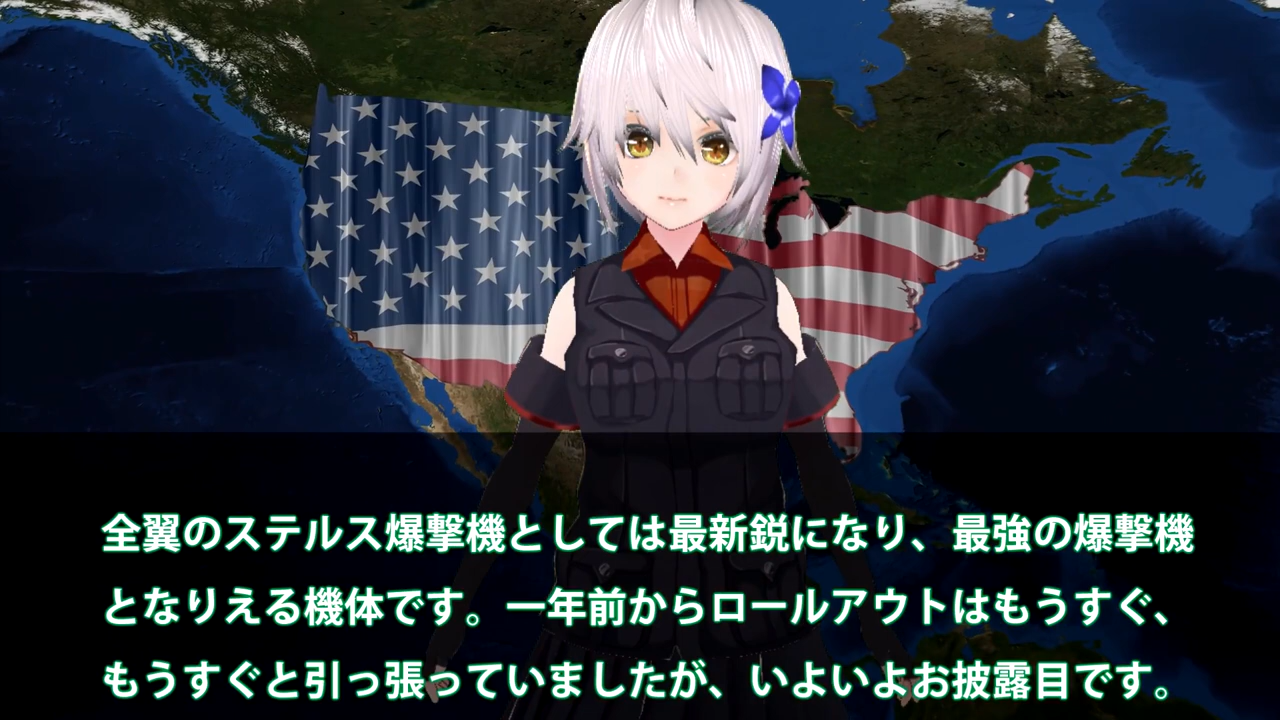 全翼のステルス爆撃機としては最新鋭になり、最強の爆撃機
となりえる機体です。一年前からロールアウトはもうすぐ、
もうすぐと引っ張っていましたが、いよいよお披露目です。